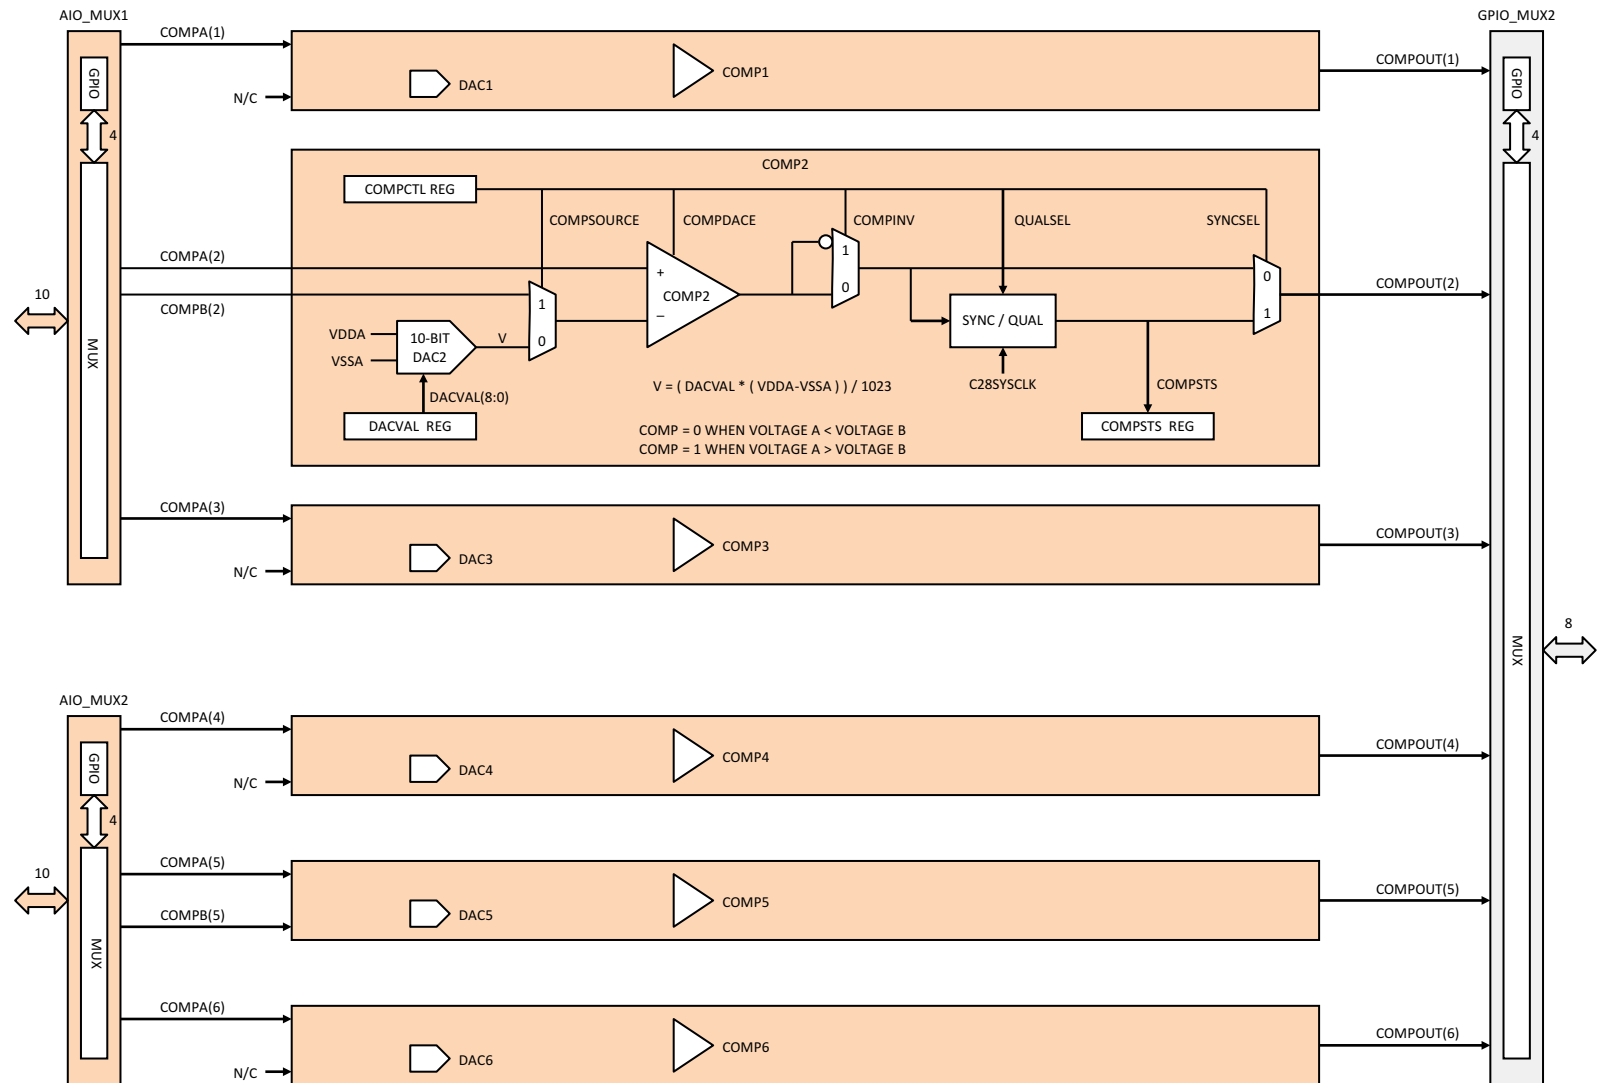 AIO_MUX1
GPIO_MUX2
COMPA(1)
GPIO
4
N/C
DAC1
COMP1
COMPOUT(1)
GPIO
4
COMP2
COMPCTL REG
COMPSOURCE
COMPDACE
COMPINV
QUALSEL
SYNCSEL
COMPA(2)
COMPB(2)
10
MUX
VDDA
VSSA
10-BIT
DAC2
V
1
0
+
COMP2
–
1
0
SYNC / QUAL
0
1
COMPOUT(2)
DACVAL(8:0)
DACVAL REG
V = ( DACVAL * ( VDDA-VSSA ) ) / 1023
C28SYSCLK
COMPSTS
COMPSTS REG
COMP = 0 WHEN VOLTAGE A < VOLTAGE B
COMP = 1 WHEN VOLTAGE A > VOLTAGE B
COMPA(3)
N/C
DAC3
COMP3
COMPOUT(3)
MUX
8
AIO_MUX2
COMPA(4)
GPIO
4
N/C
DAC4
COMP4
COMPOUT(4)
COMPA(5)
10
COMPB(5)
MUX
DAC5
COMP5
COMPOUT(5)
COMPA(6)
N/C
DAC6
COMP6
COMPOUT(6)